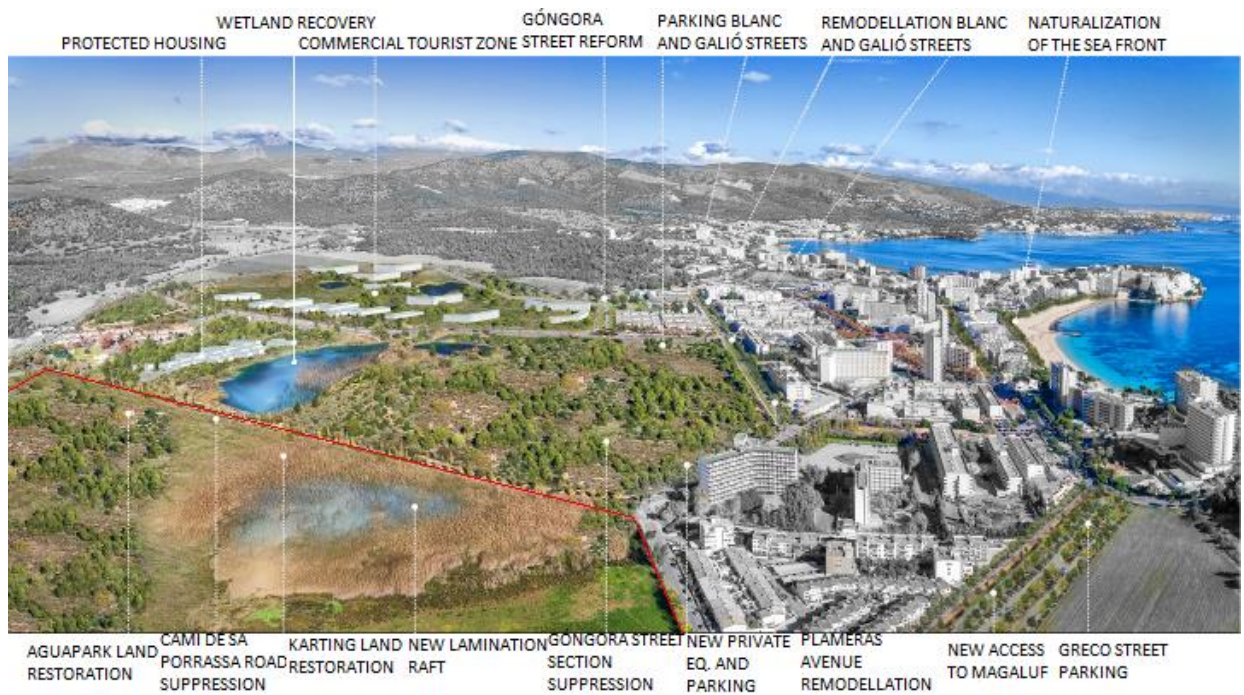 PROTECTED HOUSING
WETLAND RECOVERY
COMMERCIAL TOURIST ZONE
GÓNGORA
STREET REFORM
PARKING BLANC
AND GALIÓ STREETS
REMODELLATION BLANC
AND GALIÓ STREETS
NATURALIZATION
OF THE SEA FRONT
AGUAPARK LAND
RESTORATION
CAMI DE SA
PORRASSA ROAD
SUPPRESSION
KARTING LAND
RESTORATION
NEW LAMINATION
RAFT
GÓNGORA STREET
SECTION
SUPPRESSION
NEW PRIVATE
EQ. AND
PARKING
PLAMERAS
AVENUE
REMODELLATION
NEW ACCESS
TO MAGALUF
GRECO STREET
PARKING